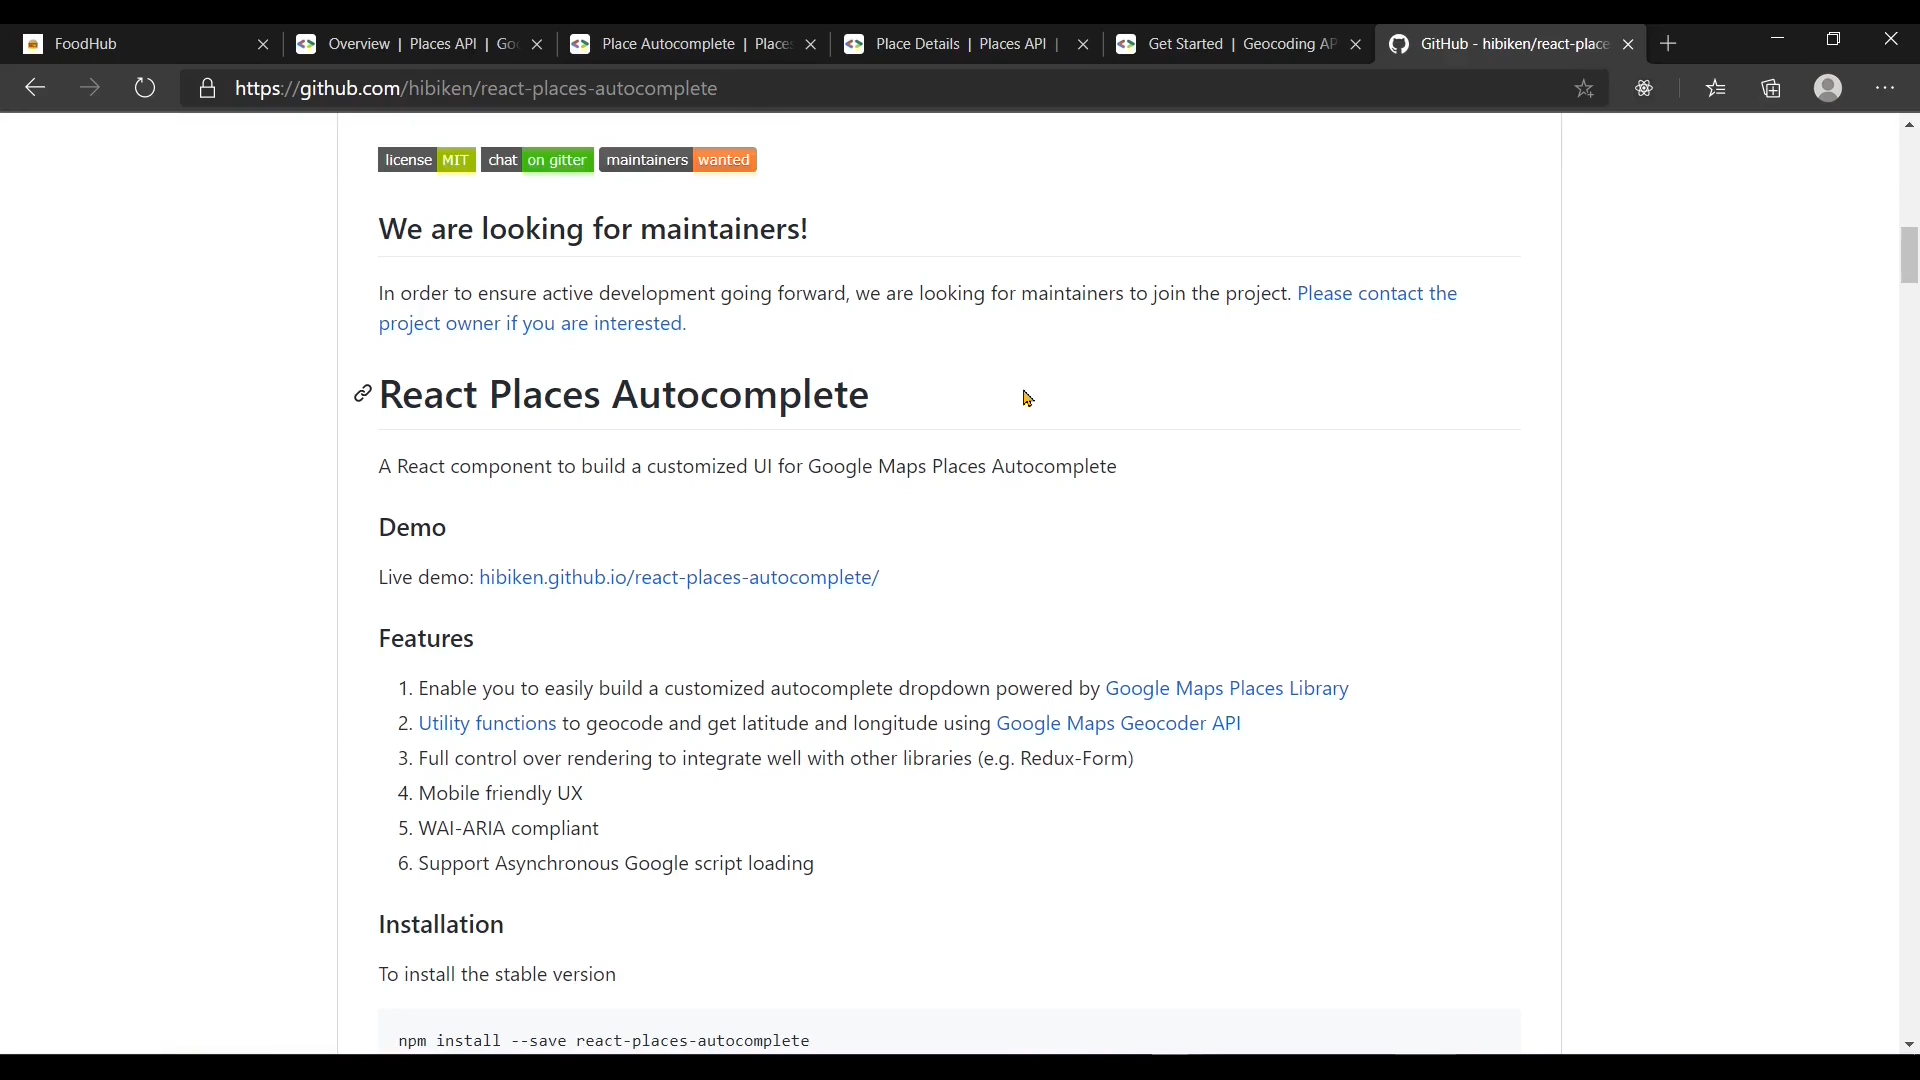 FoodHub
Overview | Places API | Goo
Place Autocomplete | Places
Place Details | Places API |
Get Started | Geocoding AP
GitHub - hibiken/react-place
https://github.com/hibiken/react-places-autocomplete
license MIT chat on gitter maintainers wanted
We are looking for maintainers!
In order to ensure active development going forward, we are looking for maintainers to join the project. Please contact the
project owner if you are interested.
React Places Autocomplete
A React component to build a customized UI for Google Maps Places Autocomplete
Demo
Live demo: hibiken.github.io/react-places-autocomplete/
Features
1. Enable you to easily build a customized autocomplete dropdown powered by Google Maps Places Library
2. Utility functions to geocode and get latitude and longitude using Google Maps Geocoder API
3. Full control over rendering to integrate well with other libraries (e.g. Redux-Form)
4. Mobile friendly UX
5. WAI-ARIA compliant
6. Support Asynchronous Google script loading
Installation
To install the stable version
npm install --save react-places-autocomplete